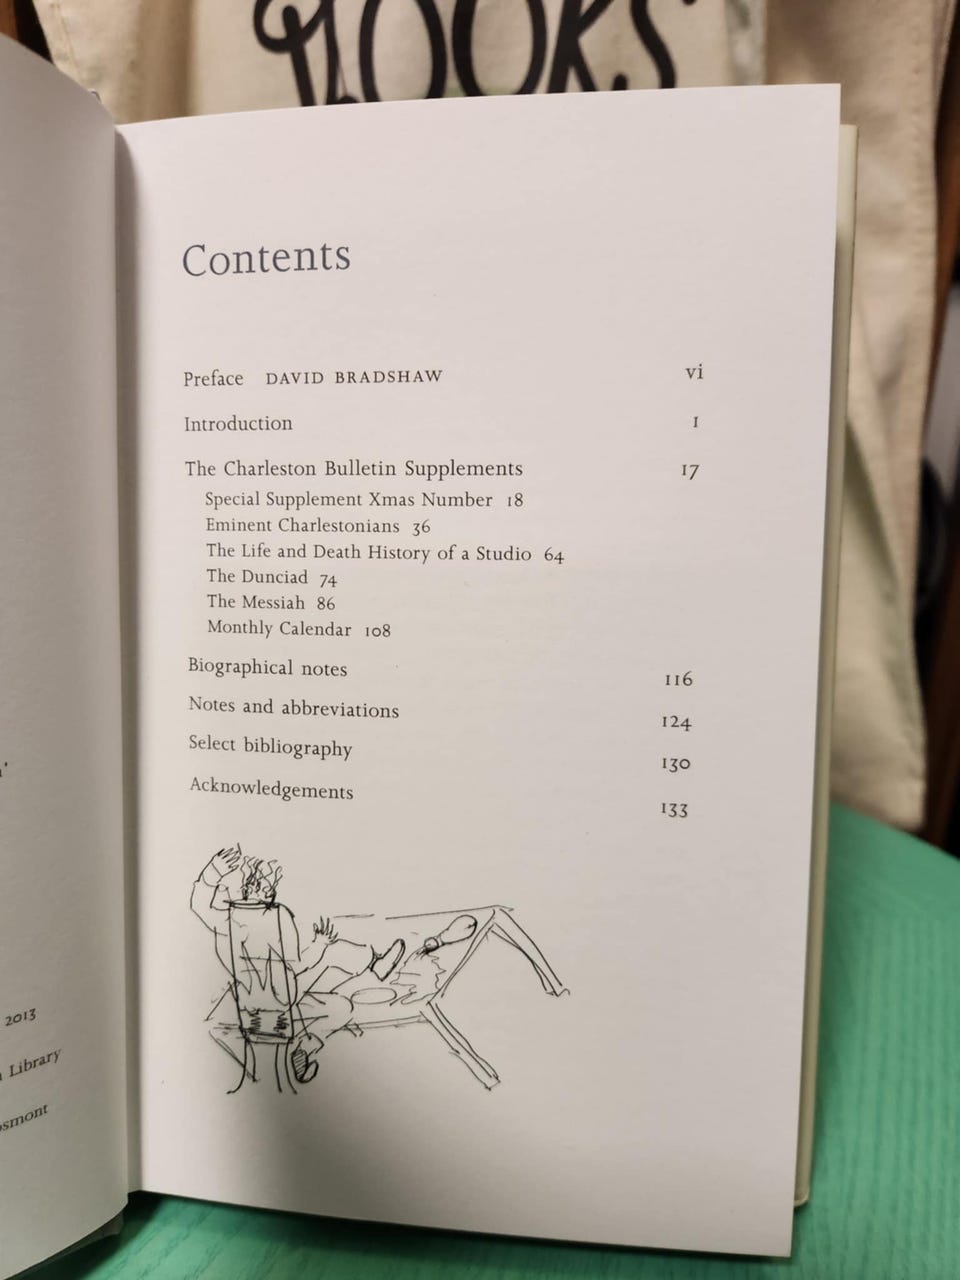 BOOKS
Contents
Preface DAVID BRADSHAW vi
Introduction 1
The Charleston Bulletin Supplements 17
Special Supplement Xmas Number 18
Eminent Charlestonians 36
The Life and Death History of a Studio 64
The Dunciad 74
The Messiah 86
Monthly Calendar 108
Biographical notes 116
Notes and abbreviations 124
Select bibliography 130
Acknowledgements 133
2013
Library